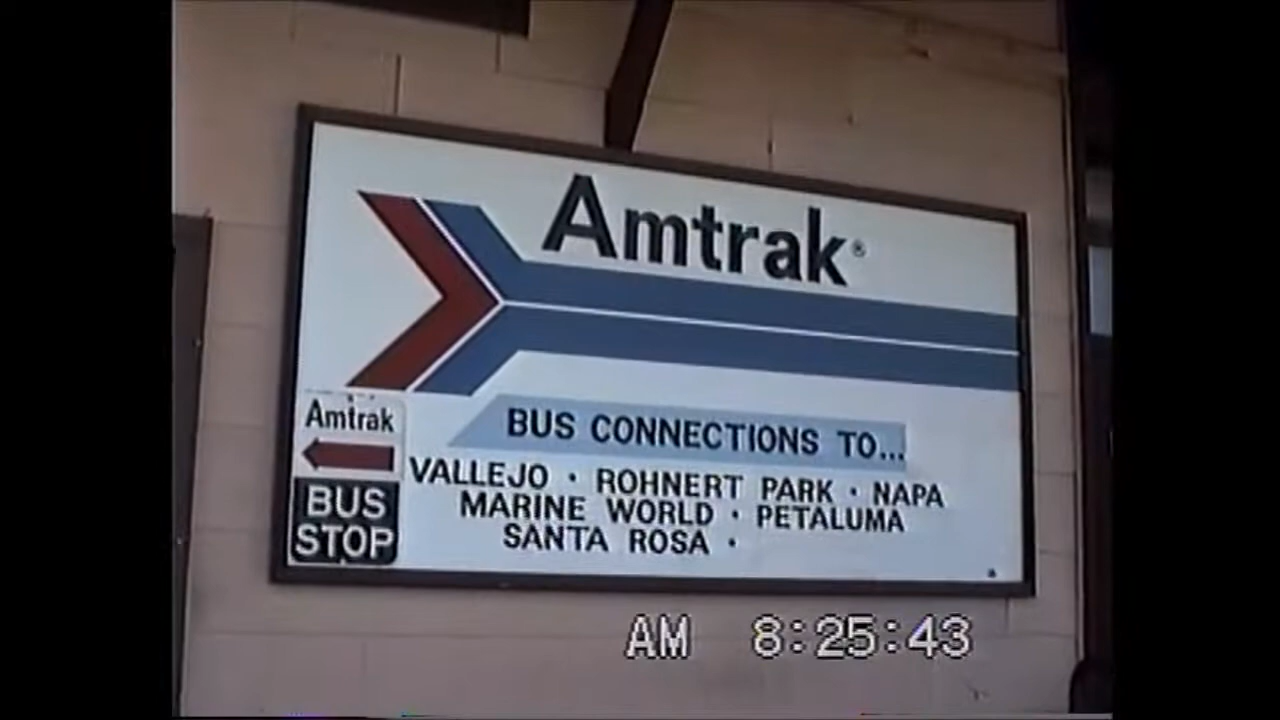 Amtrak®
BUS CONNECTIONS TO...
VALLEJO · ROHNERT PARK · NAPA
MARINE WORLD · PETALUMA
SANTA ROSA ·
Amtrak
BUS
STOP
AM 8:25:43